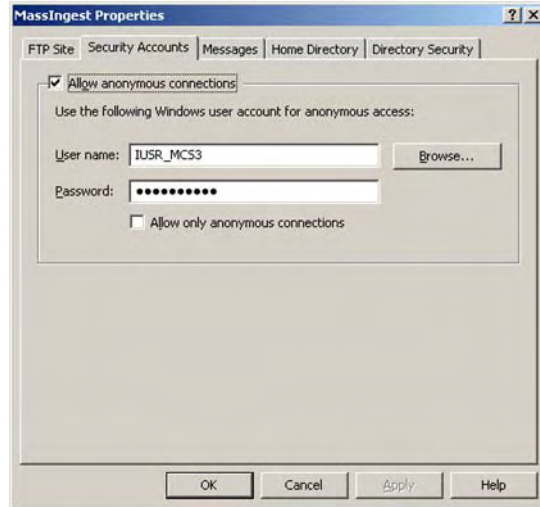 MassIngest Properties
FTP Site Security Accounts Messages Home Directory Directory Security
Allow anonymous connections
Use the following Windows user account for anonymous access:
User name: IUSR_MCS3 Browse...
Password: ●●●●●●●●●●
Allow only anonymous connections
OK Cancel Apply Help